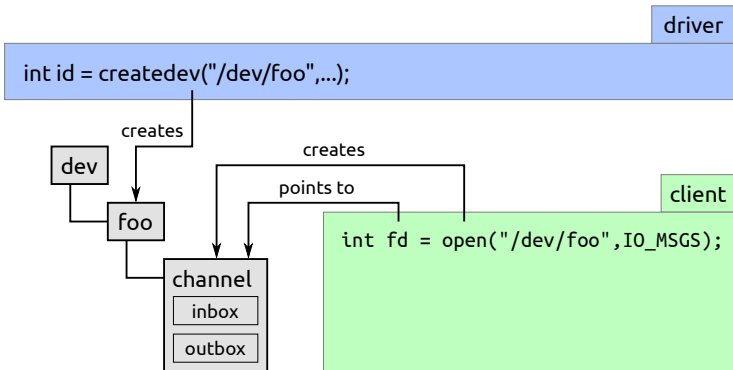 driver
int id = createdev("/dev/foo",...);
creates
dev
creates
points to
client
foo
int fd = open("/dev/foo",IO_MSGS);
channel
inbox
outbox